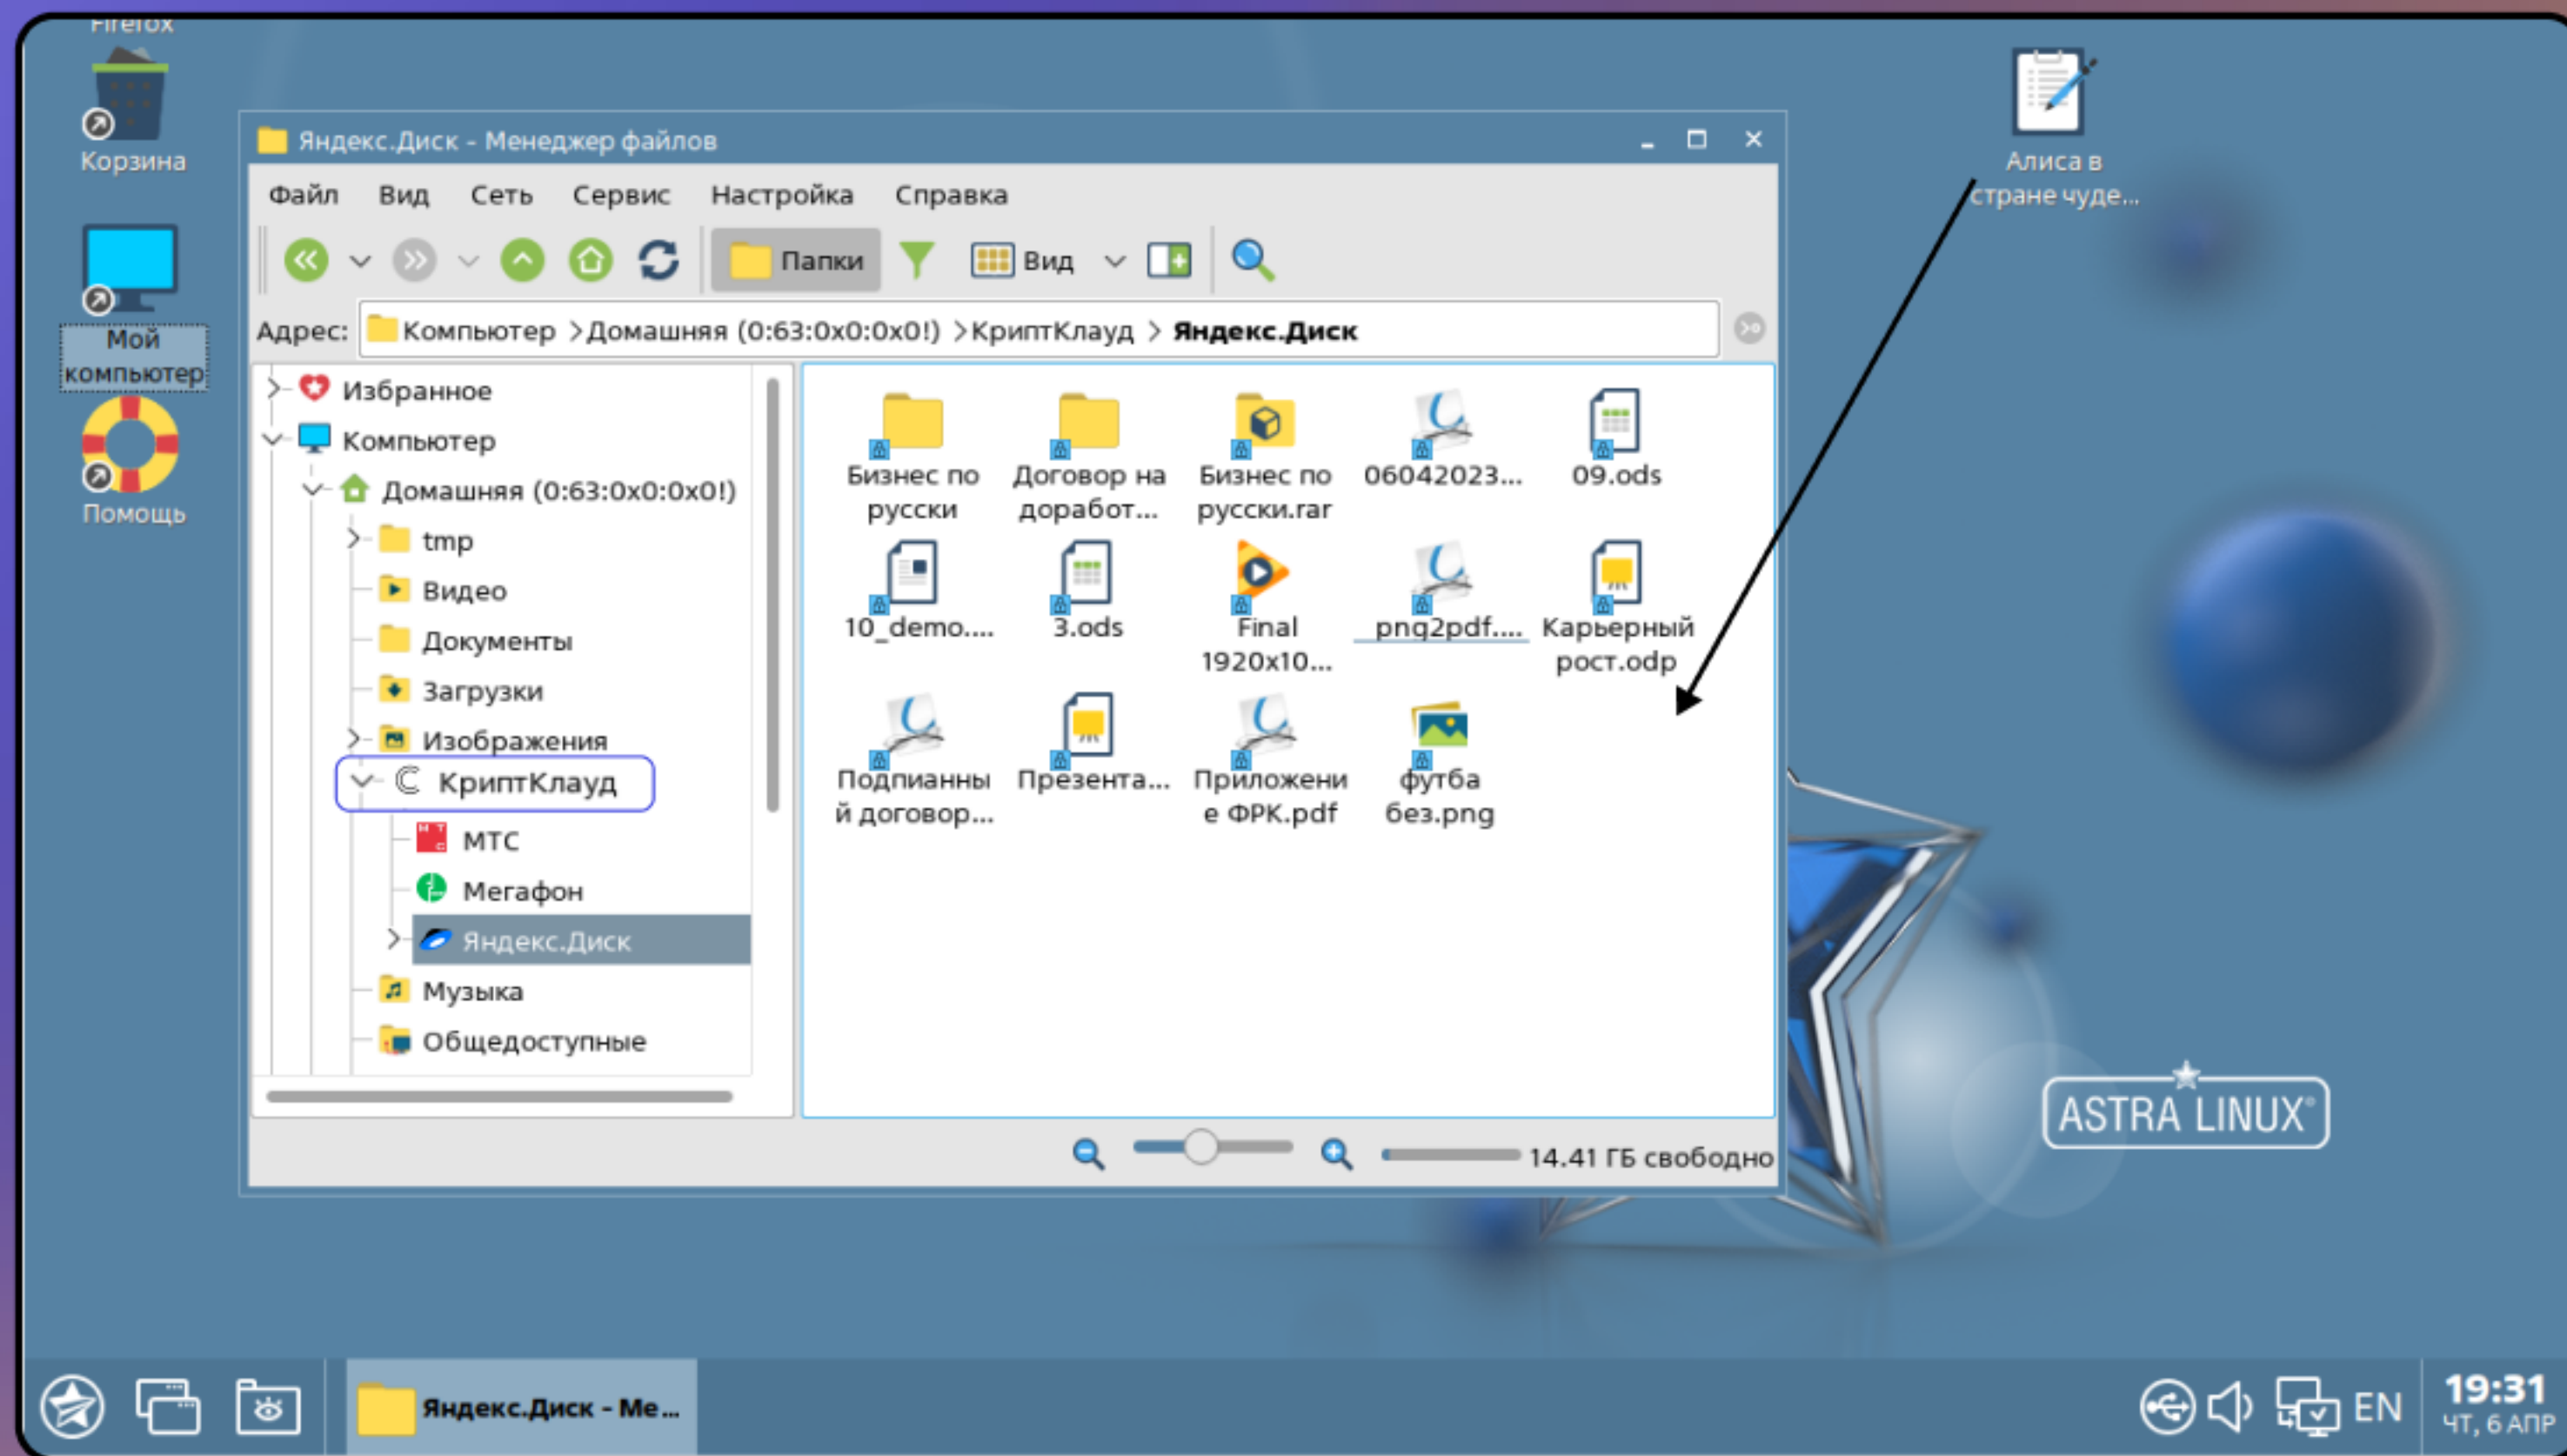 Firefox
Корзина
Мой
компьютер
Помощь
Алиса в
стране чуде...
Яндекс.Диск - Менеджер файлов
Файл Вид Сеть Сервис Настройка Справка
Папки Вид
Адрес: Компьютер >Домашняя (0:63:0x0:0x0!) >КриптКлауд > Яндекс.Диск
Избранное
Компьютер
Домашняя (0:63:0x0:0x0!)
tmp
Видео
Документы
Загрузки
Изображения
КриптКлауд
МТС
Мегафон
Яндекс.Диск
Музыка
Общедоступные
Бизнес по
русски
Договор на
доработ...
Бизнес по
русски.rar
06042023...
09.ods
10_demo....
3.ods
Final
1920x10...
png2pdf....
Карьерный
рост.odp
Подпианны
й договор...
Презента...
Приложени
е ФРК.pdf
футба
без.png
14.41 ГБ свободно
ASTRA LINUX®
Яндекс.Диск - Ме...
EN
19:31
ЧТ, 6 АПР